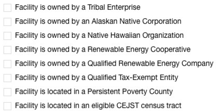 Facility is owned by a Tribal Enterprise
Facility is owned by an Alaskan Native Corporation
Facility is owned by a Native Hawaiian Organization
Facility is owned by a Renewable Energy Cooperative
Facility is owned by a Qualified Renewable Energy Company
Facility is owned by a Qualified Tax-Exempt Entity
Facility is located in a Persistent Poverty County
Facility is located in an eligible CEJST census tract